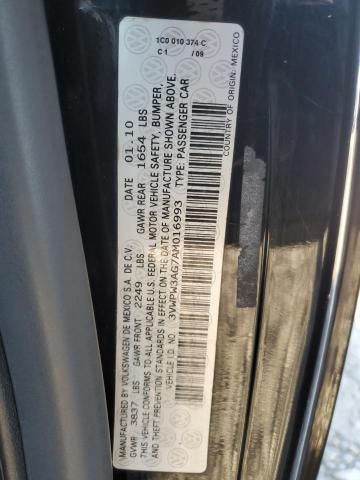 1C0 010 374 C
C1 / 09
MANUFACTURED BY VOLKSWAGEN DE MEXICO S.A. DE C.V. DATE 01.10
GVWR 3837 LBS GAWR FRONT 2249 LBS GAWR REAR 1654 LBS
THIS VEHICLE CONFORMS TO ALL APPLICABLE U.S. FEDERAL MOTOR VEHICLE SAFETY, BUMPER,
AND THEFT PREVENTION STANDARDS IN EFFECT ON THE DATE OF MANUFACTURE SHOWN ABOVE.
VEHICLE I.D. NO. 3VWPW3AG7AM016993 TYPE: PASSENGER CAR
COUNTRY OF ORIGIN: MEXICO